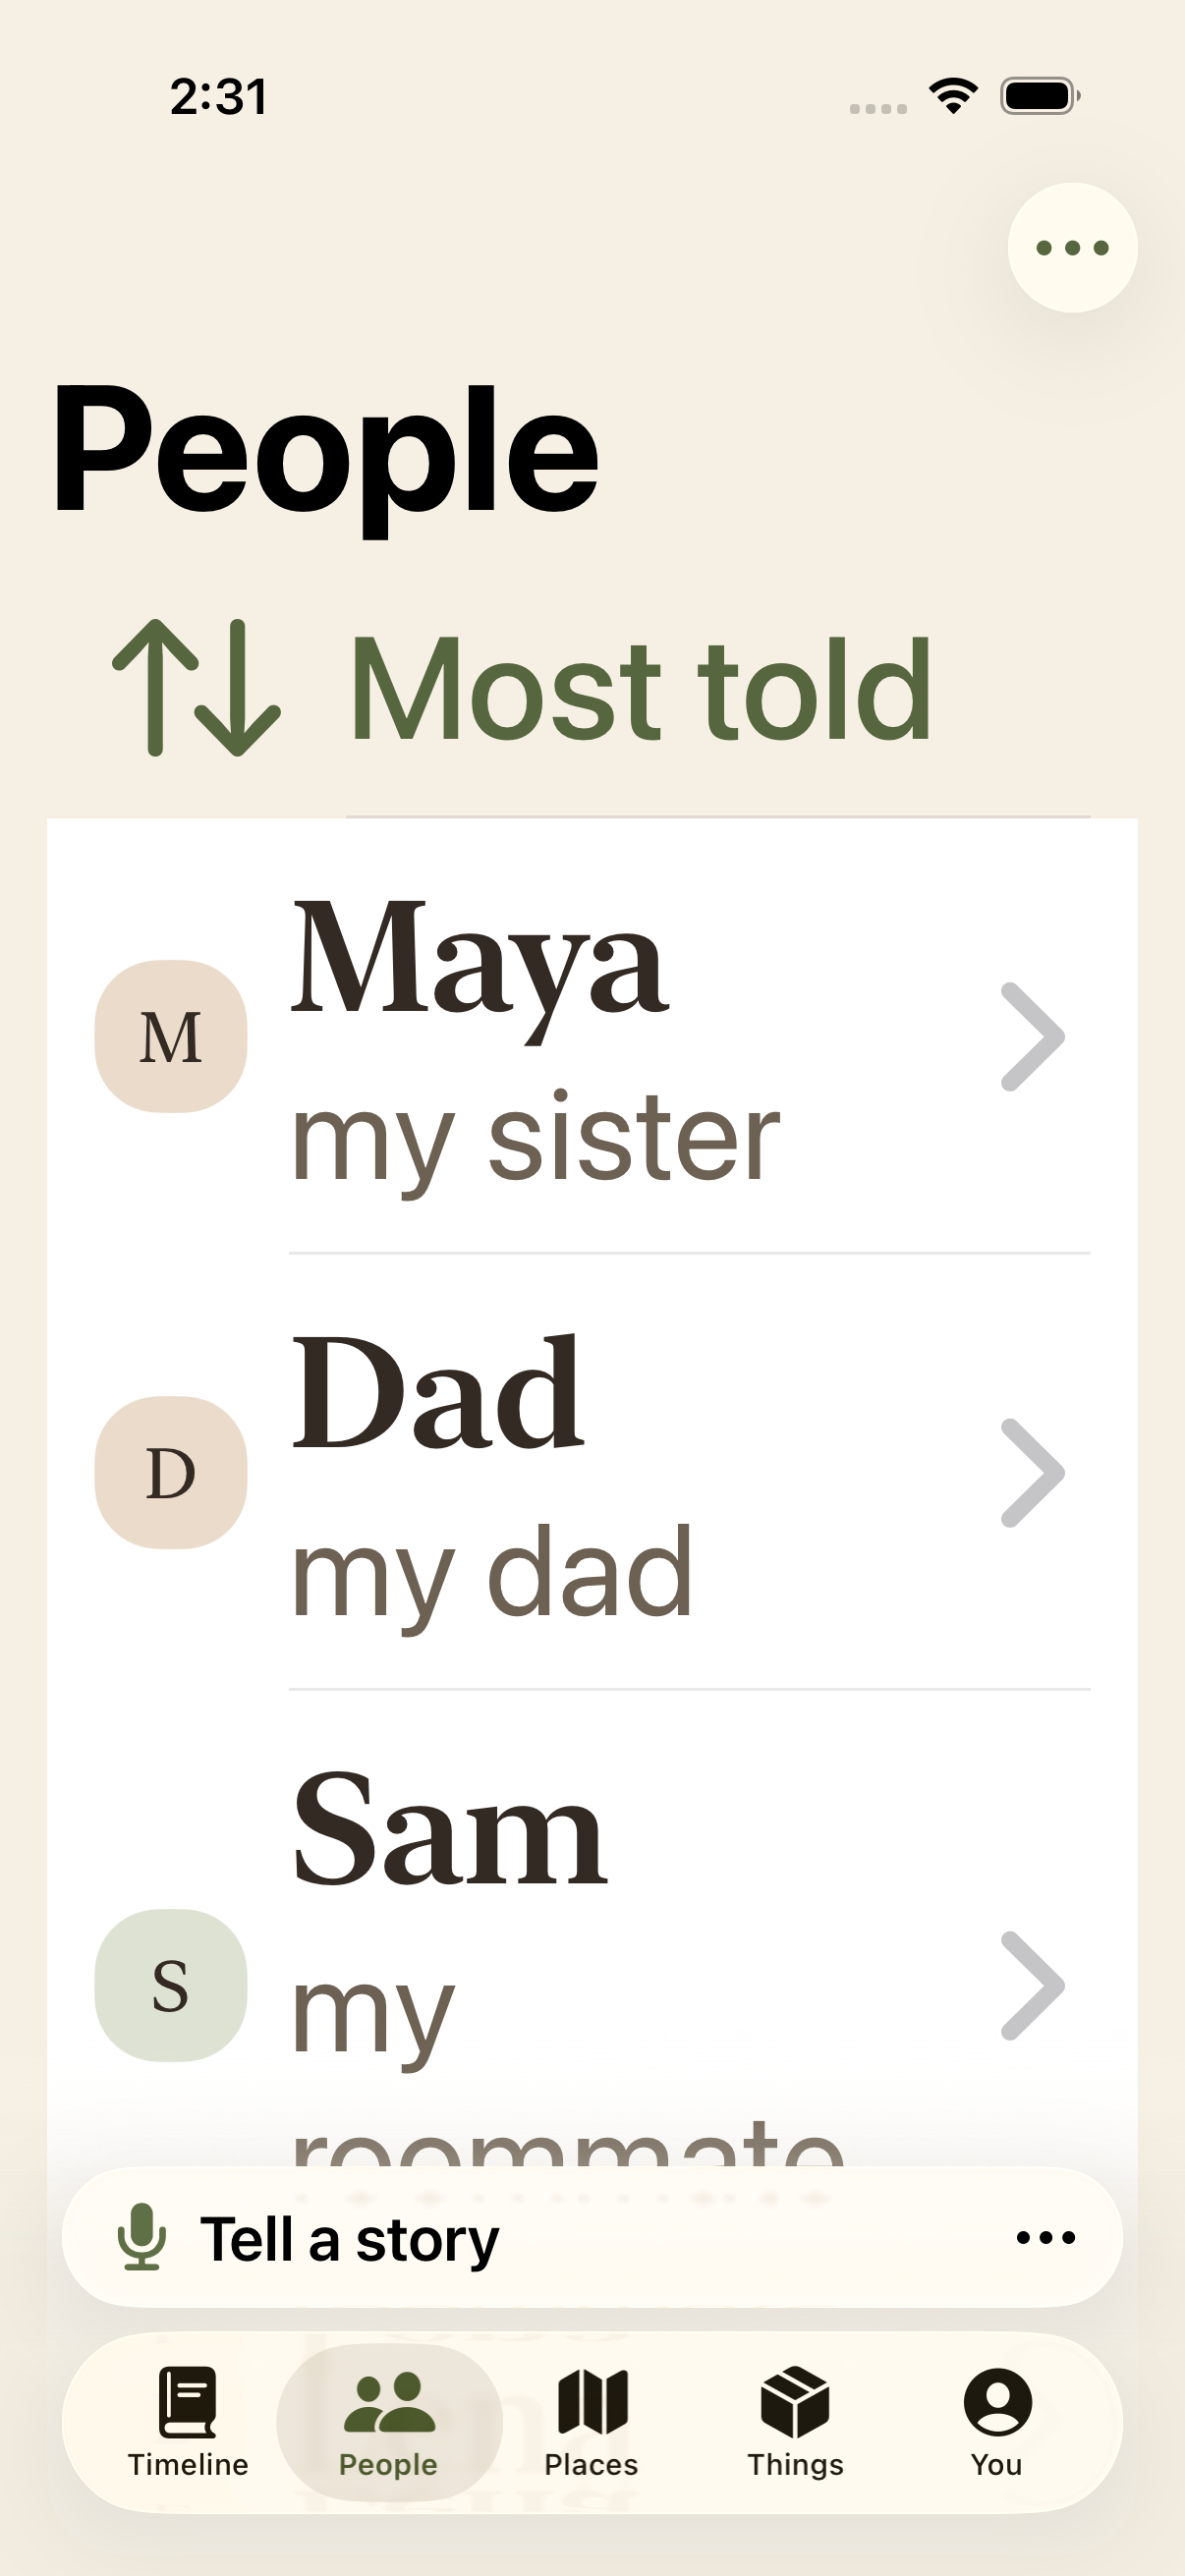 2:31
People
Most told
M
Maya
my sister
D
Dad
my dad
Sam
S
my
roommate
Tell a story
Timeline
People
Places
Things
You